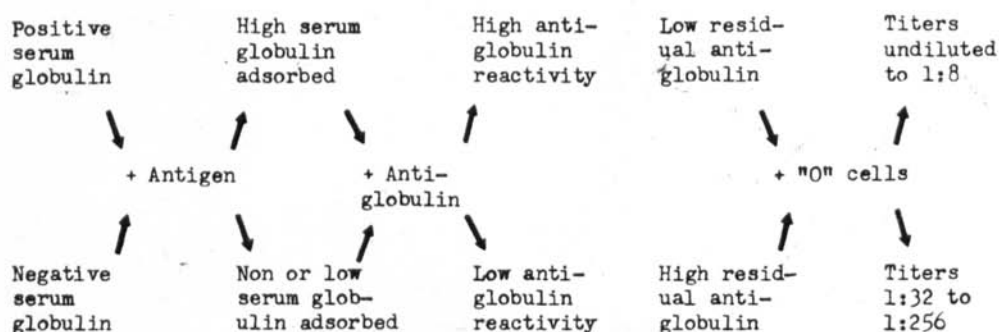 Positive
serum
globulin
High serum
globulin
adsorbed
High anti-
globulin
reactivity
Low resid-
ual anti-
globulin
Titers
undiluted
to 1:8
+ Antigen
+ Anti-
globulin
+ "O" cells
Negative
serum
globulin
Non or low
serum glob-
ulin adsorbed
Low anti-
globulin
reactivity
High resid-
ual anti-
globulin
Titers
1:32 to
1:256